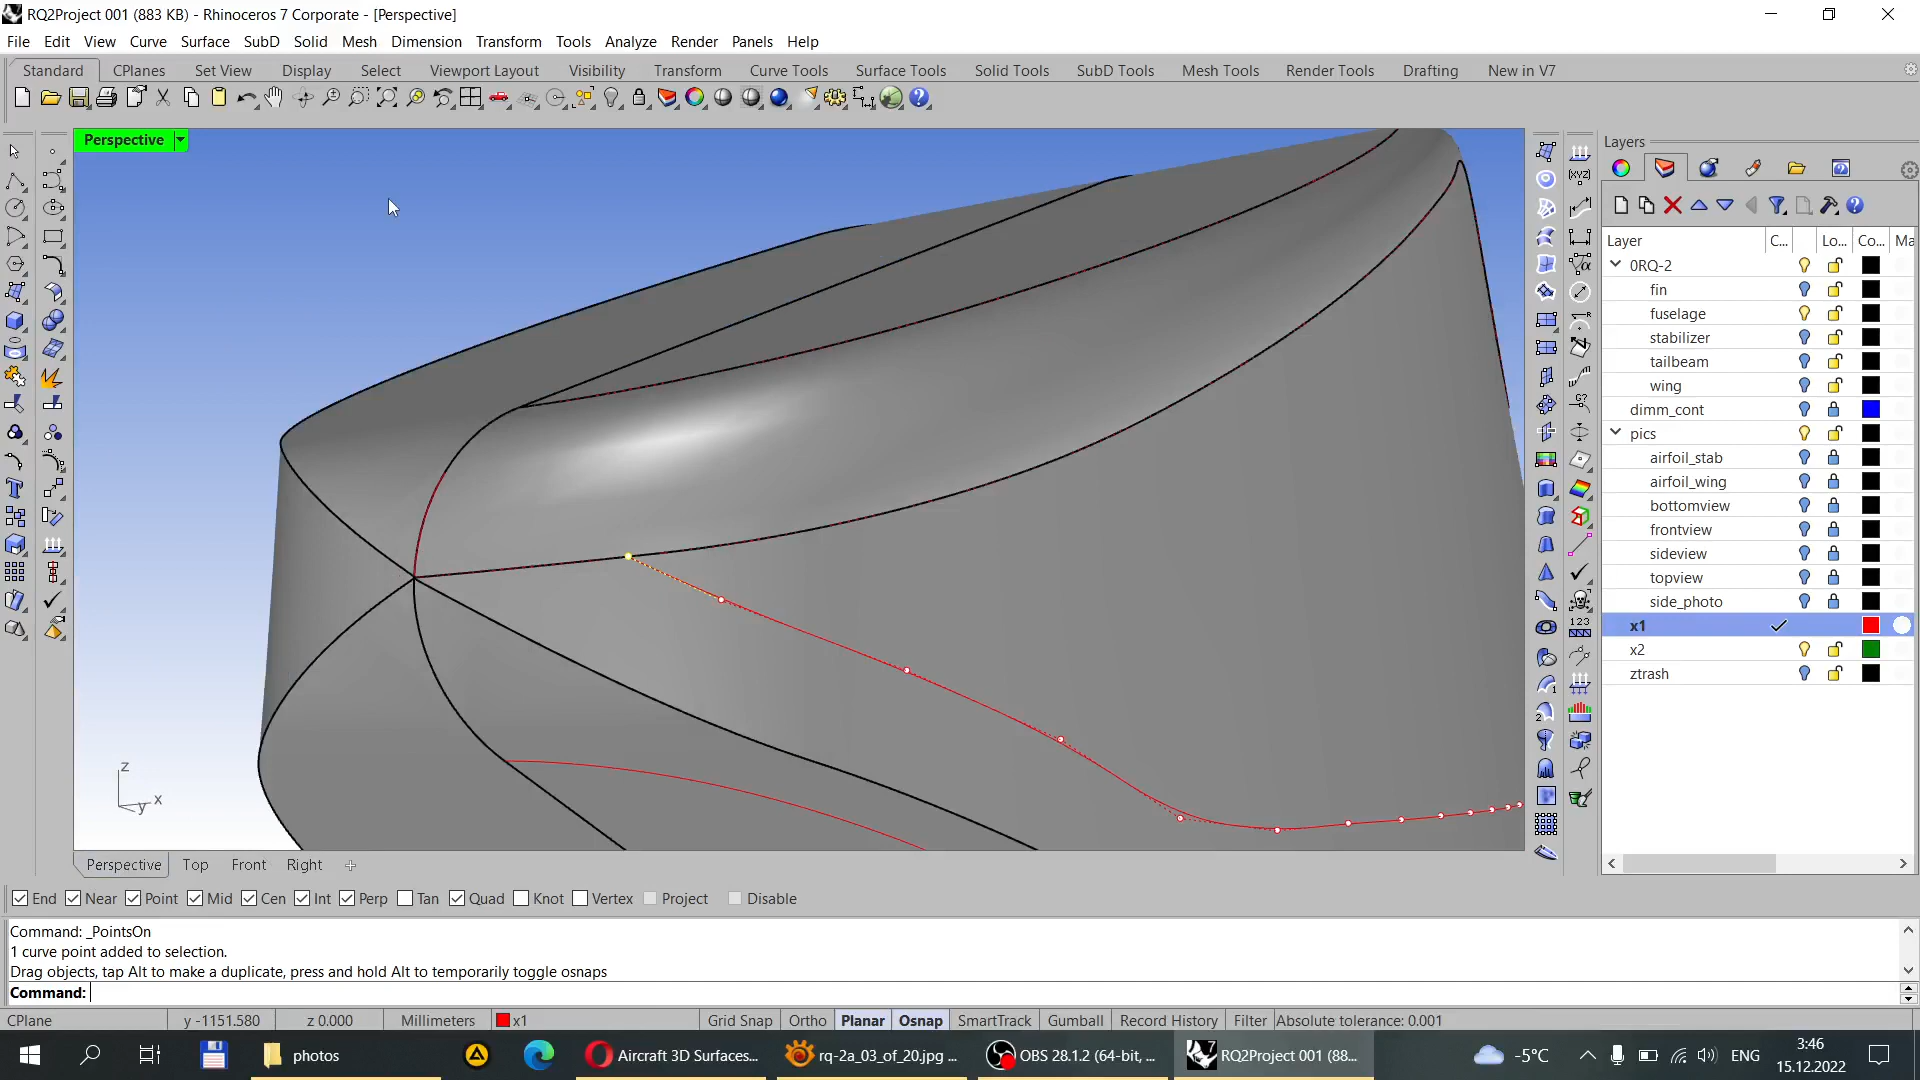 RQ2Project 001 (883 KB) - Rhinoceros 7 Corporate - [Perspective]
File Edit View Curve Surface SubD Solid Mesh Dimension Transform Tools Analyze Render Panels Help
Standard CPlanes Set View Display Select Viewport Layout Visibility Transform Curve Tools Surface Tools Solid Tools SubD Tools Mesh Tools Render Tools Drafting New in V7
Perspective
Layers
Layer C... Lo... Co... Ma
0RQ-2
fin
fuselage
stabilizer
tailbeam
wing
dimm_cont
pics
airfoil_stab
airfoil_wing
bottomview
frontview
sideview
topview
side_photo
x1
x2
ztrash
z
x
y
Perspective Top Front Right
End Near Point Mid Cen Int Perp Tan Quad Knot Vertex Project Disable
Command: _PointsOn
1 curve point added to selection.
Drag objects, tap Alt to make a duplicate, press and hold Alt to temporarily toggle osnaps
Command:
CPlane y -1151.580 z 0.000 Millimeters x1 Grid Snap Ortho Planar Osnap SmartTrack Gumball Record History Filter Absolute tolerance: 0.001
photos Aircraft 3D Surfaces... rq-2a_03_of_20.jpg ... OBS 28.1.2 (64-bit, ... RQ2Project 001 (88... -5°C ENG 3:46
15.12.2022